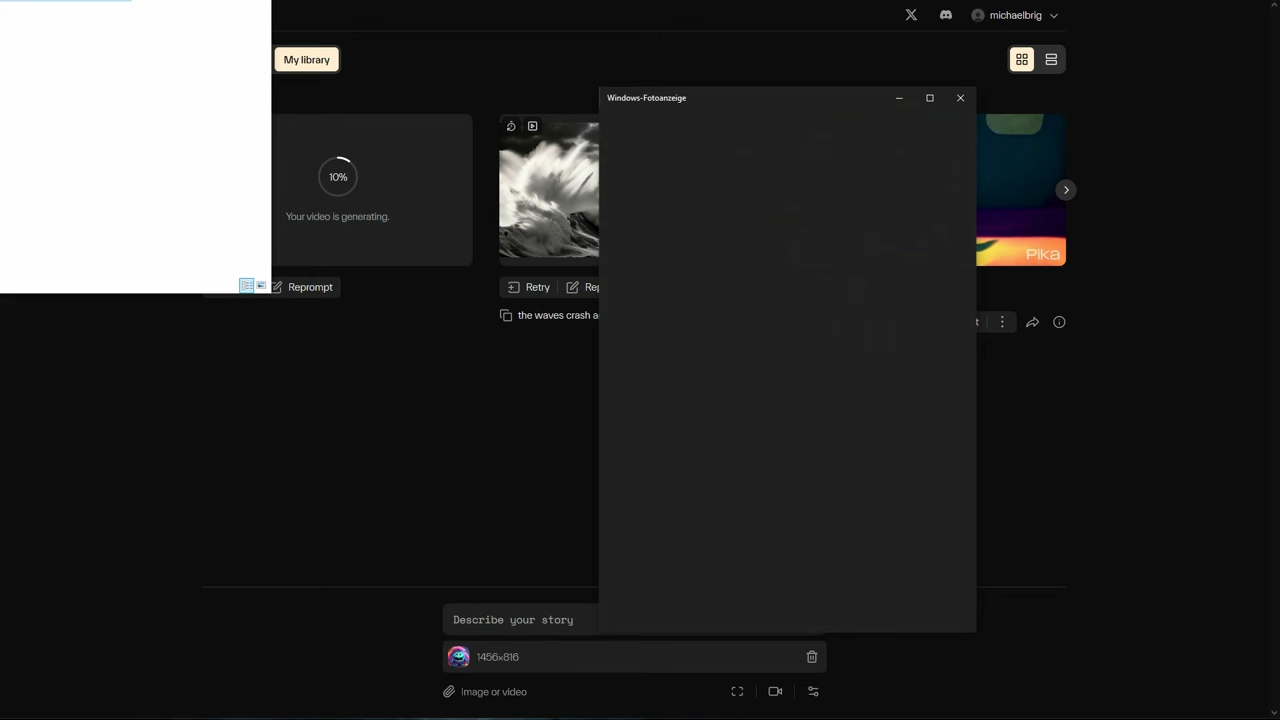 michaelbrig
My library
Windows-Fotoanzeige
10%
Your video is generating.
Pika
Reprompt
Retry
Rep
the waves crash a
t
Describe your story
1456×816
Image or video